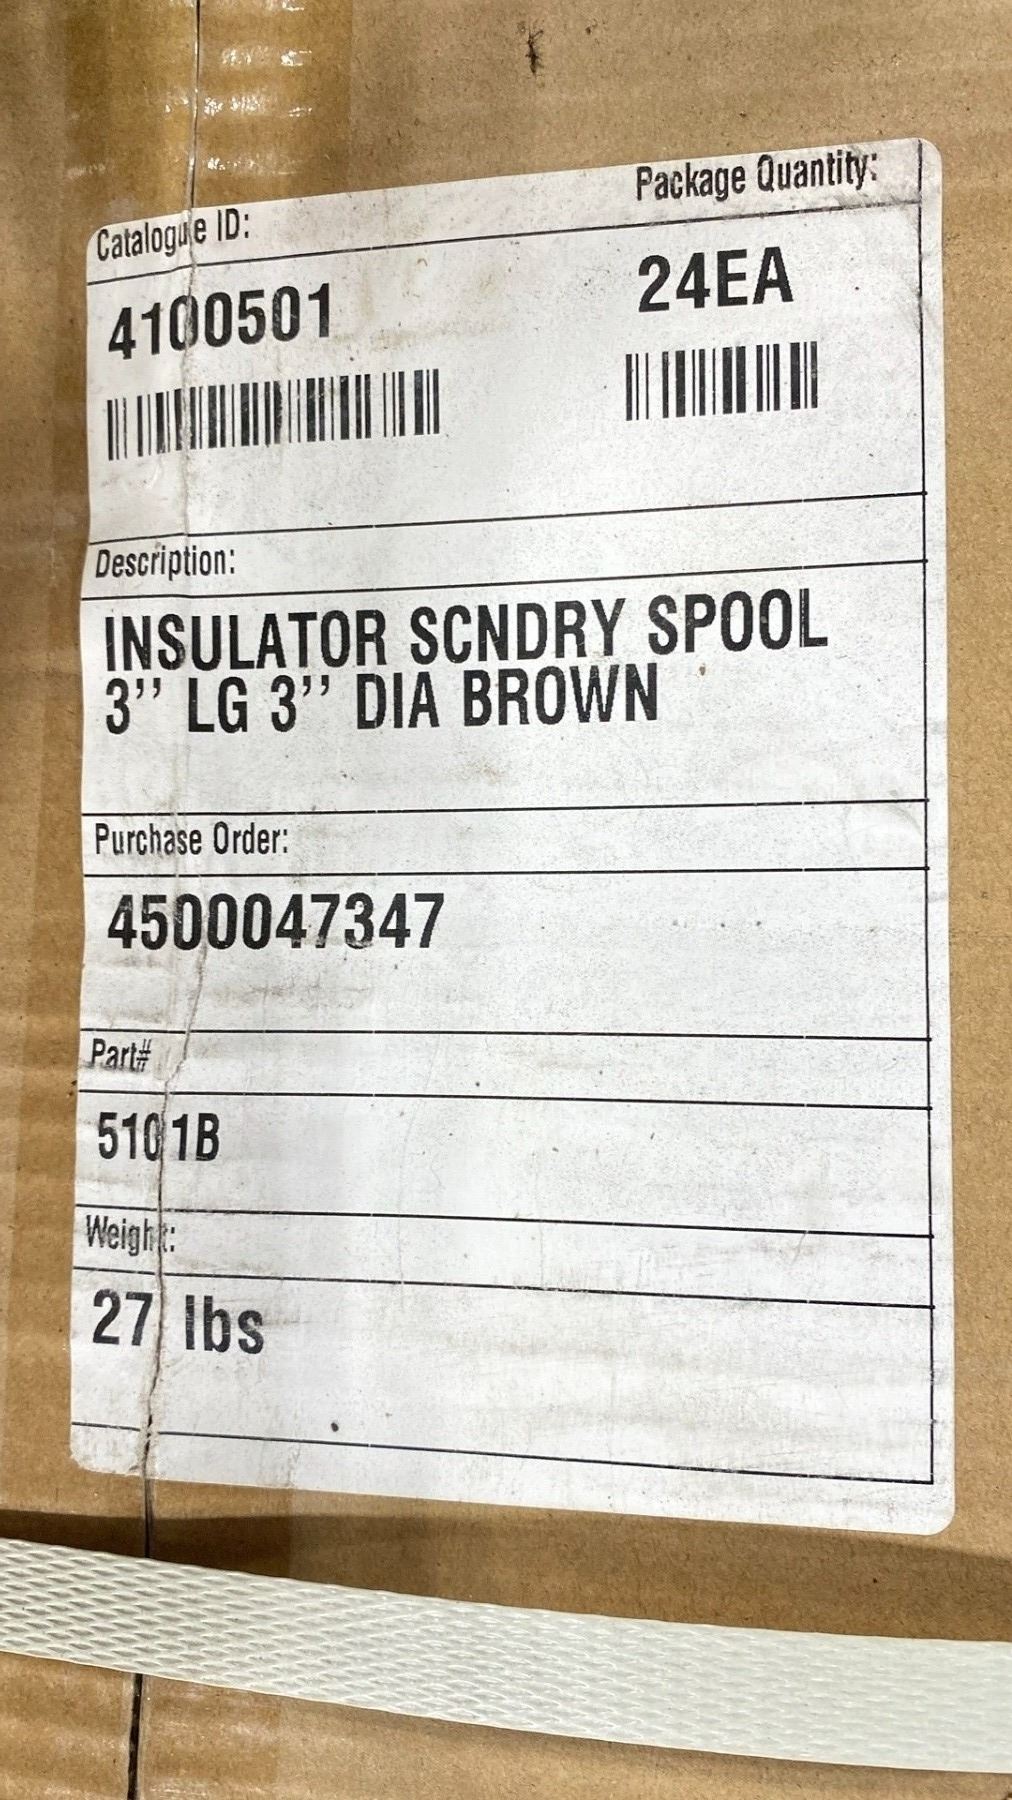 Catalogue ID: Package Quantity:
4100501 24EA
Description:
INSULATOR SCNDRY SPOOL
3'' LG 3'' DIA BROWN
Purchase Order:
4500047347
Part#
5101B
Weight:
27 lbs